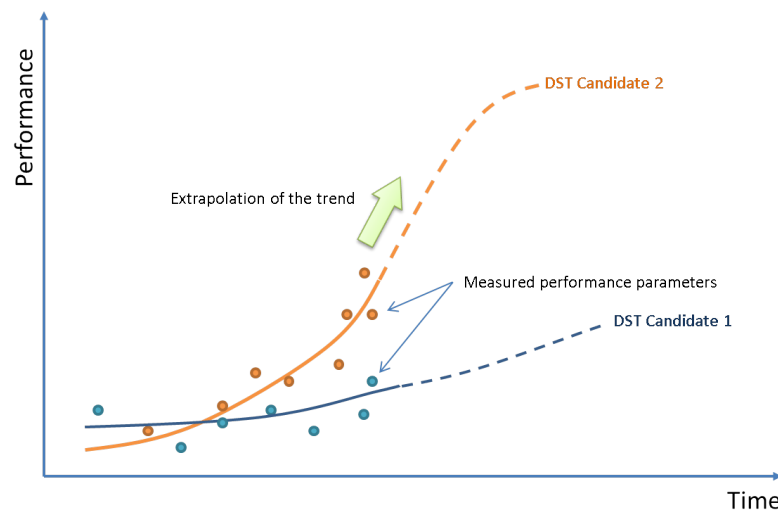 Performance
DST Candidate 2
Extrapolation of the trend
Measured performance parameters
DST Candidate 1
Time